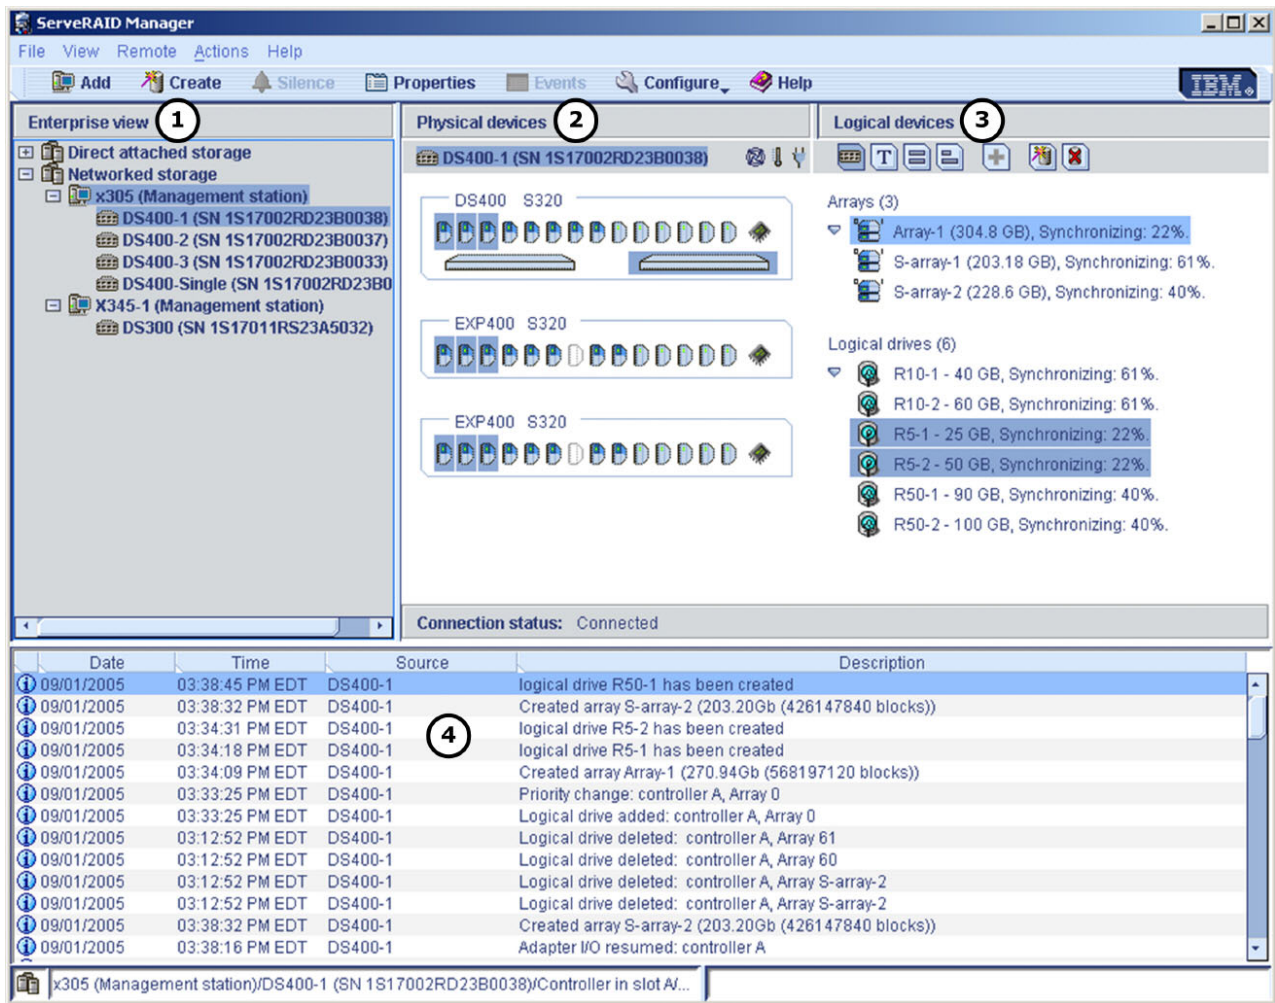 ServeRAID Manager
File View Remote Actions Help
Add Create Silence Properties Events Configure Help IBM
Enterprise view 1
Direct attached storage
Networked storage
x305 (Management station)
DS400-1 (SN 1S17002RD23B0038)
DS400-2 (SN 1S17002RD23B0037)
DS400-3 (SN 1S17002RD23B0033)
DS400-Single (SN 1S17002RD23B0
X345-1 (Management station)
DS300 (SN 1S17011RS23A5032)
Physical devices 2
DS400-1 (SN 1S17002RD23B0038)
DS400 S320
EXP400 S320
EXP400 S320
Logical devices 3
T
Arrays (3)
Array-1 (304.8 GB), Synchronizing: 22%.
S-array-1 (203.18 GB), Synchronizing: 61%.
S-array-2 (228.6 GB), Synchronizing: 40%.
Logical drives (6)
R10-1 - 40 GB, Synchronizing: 61%.
R10-2 - 60 GB, Synchronizing: 61%.
R5-1 - 25 GB, Synchronizing: 22%.
R5-2 - 50 GB, Synchronizing: 22%.
R50-1 - 90 GB, Synchronizing: 40%.
R50-2 - 100 GB, Synchronizing: 40%.
Connection status: Connected
Date Time Source Description
09/01/2005 03:38:45 PM EDT DS400-1 logical drive R50-1 has been created
09/01/2005 03:38:32 PM EDT DS400-1 Created array S-array-2 (203.20Gb (426147840 blocks))
09/01/2005 03:34:31 PM EDT DS400-1 logical drive R5-2 has been created
4
09/01/2005 03:34:18 PM EDT DS400-1 logical drive R5-1 has been created
09/01/2005 03:34:09 PM EDT DS400-1 Created array Array-1 (270.94Gb (568197120 blocks))
09/01/2005 03:33:25 PM EDT DS400-1 Priority change: controller A, Array 0
09/01/2005 03:33:25 PM EDT DS400-1 Logical drive added: controller A, Array 0
09/01/2005 03:12:52 PM EDT DS400-1 Logical drive deleted: controller A, Array 61
09/01/2005 03:12:52 PM EDT DS400-1 Logical drive deleted: controller A, Array 60
09/01/2005 03:12:52 PM EDT DS400-1 Logical drive deleted: controller A, Array S-array-2
09/01/2005 03:12:52 PM EDT DS400-1 Logical drive deleted: controller A, Array S-array-2
09/01/2005 03:38:32 PM EDT DS400-1 Created array S-array-2 (203.20Gb (426147840 blocks))
09/01/2005 03:38:16 PM EDT DS400-1 Adapter I/O resumed: controller A
x305 (Management station)/DS400-1 (SN 1S17002RD23B0038)/Controller in slot A/...